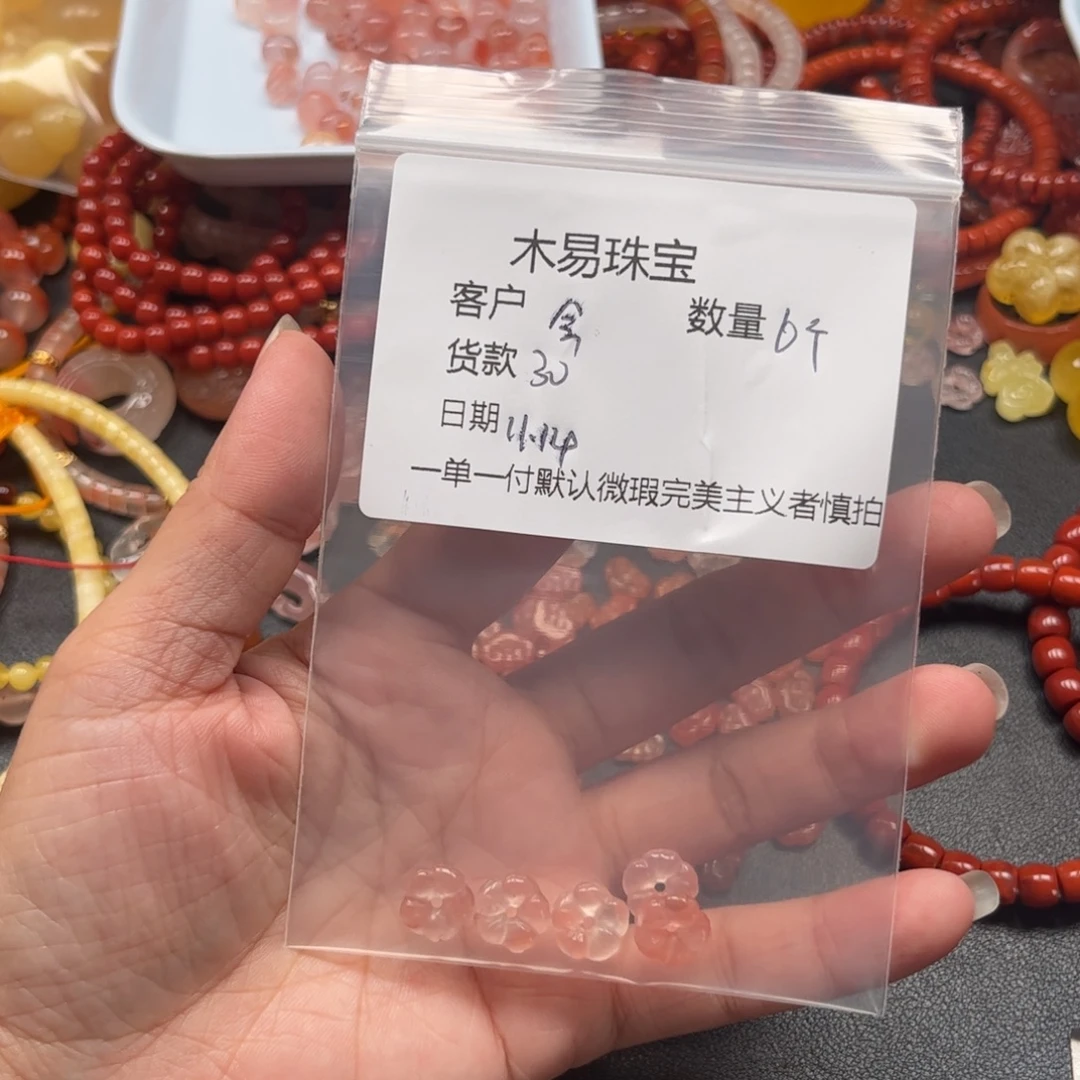 木易珠宝
客户 数量 6个
货款 30
日期 11.14
一单一付默认微瑕完美主义者慎拍